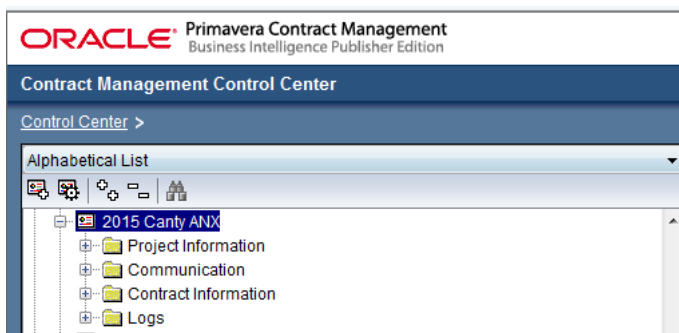 ORACLE Primavera Contract Management
Business Intelligence Publisher Edition
Contract Management Control Center
Control Center >
Alphabetical List
2015 Canty ANX
Project Information
Communication
Contract Information
Logs